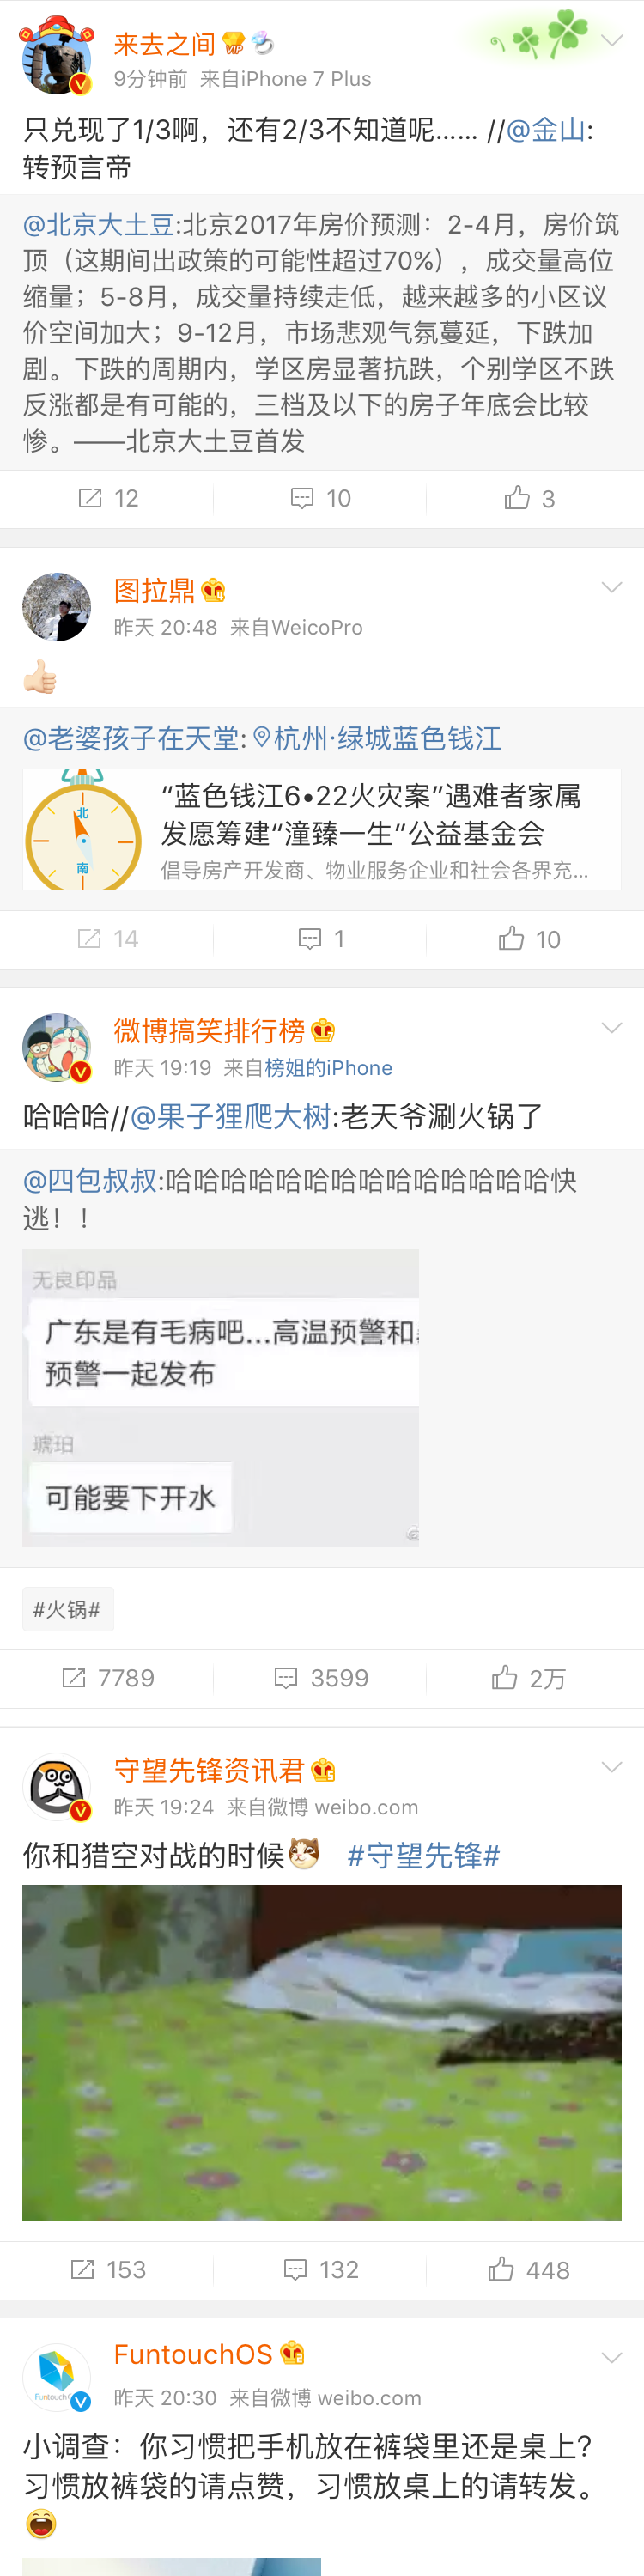 来去之间
9分钟前 来自iPhone 7 Plus
只兑现了1/3啊，还有2/3不知道呢…… //@金山:
转预言帝
@北京大土豆:北京2017年房价预测：2-4月，房价筑
顶（这期间出政策的可能性超过70%），成交量高位
缩量；5-8月，成交量持续走低，越来越多的小区议
价空间加大；9-12月，市场悲观气氛蔓延，下跌加
剧。下跌的周期内，学区房显著抗跌，个别学区不跌
反涨都是有可能的，三档及以下的房子年底会比较
惨。——北京大土豆首发
12 10 3
图拉鼎
昨天 20:48 来自WeicoPro
👍🏻
@老婆孩子在天堂:杭州·绿城蓝色钱江
北
南
“蓝色钱江6•22火灾案”遇难者家属
发愿筹建“潼臻一生”公益基金会
倡导房产开发商、物业服务企业和社会各界充...
14 1 10
微博搞笑排行榜
昨天 19:19 来自榜姐的iPhone
哈哈哈//@果子狸爬大树:老天爷涮火锅了
@四包叔叔:哈哈哈哈哈哈哈哈哈哈哈哈哈哈快
逃！！
无良印品
广东是有毛病吧...高温预警和
预警一起发布
琥珀
可能要下开水
#火锅#
7789 3599 2万
守望先锋资讯君
昨天 19:24 来自微博 weibo.com
你和猎空对战的时候 #守望先锋#
153 132 448
FuntouchOS
昨天 20:30 来自微博 weibo.com
小调查：你习惯把手机放在裤袋里还是桌上？
习惯放裤袋的请点赞，习惯放桌上的请转发。
😄